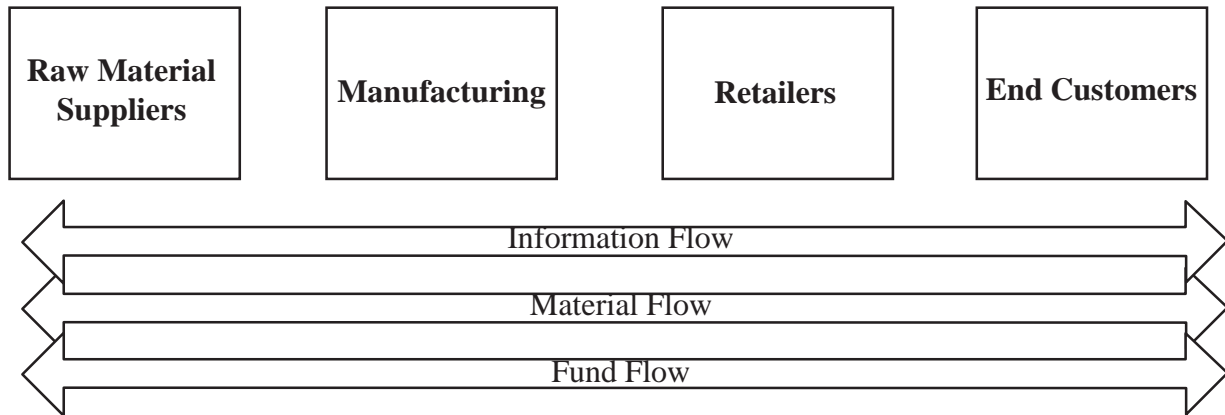 Raw Material
Suppliers
Manufacturing
Retailers
End Customers
Information Flow
Material Flow
Fund Flow